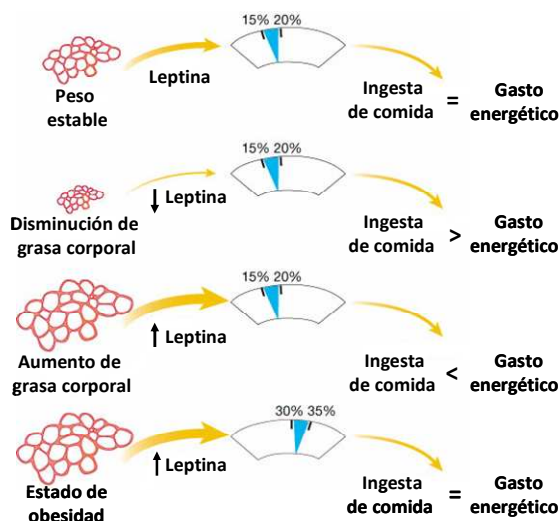 15% 20%
Leptina
Peso
estable
Ingesta
de comida
=
Gasto
energético
15% 20%
↓ Leptina
Disminución de
grasa corporal
Ingesta
de comida
>
Gasto
energético
15% 20%
↑ Leptina
Aumento de
grasa corporal
Ingesta
de comida
<
Gasto
energético
30% 35%
↑ Leptina
Estado de
obesidad
Ingesta
de comida
=
Gasto
energético